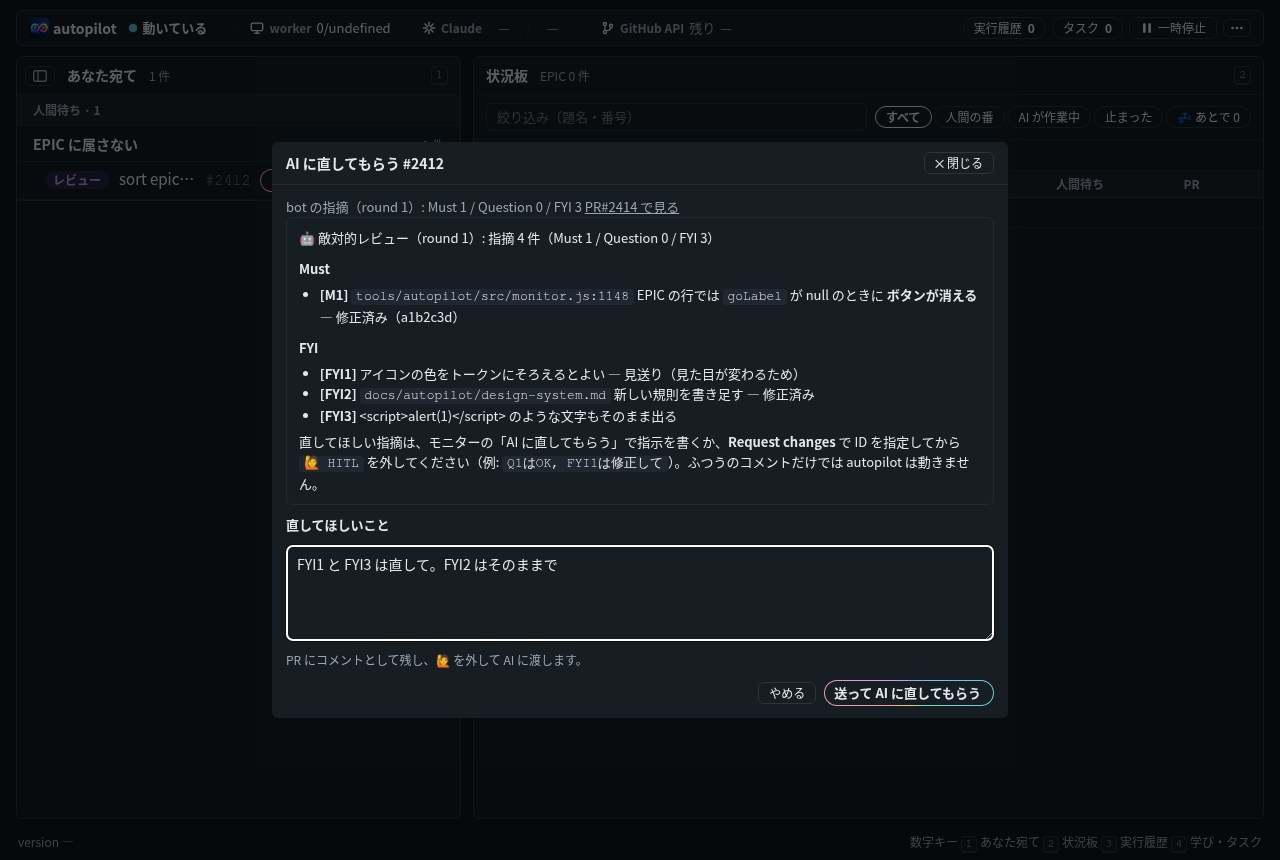 autopilot 動いている worker 0/undefined Claude — / — GitHub API 残り — 実行履歴 0 タスク 0 一時停止
あなた宛て 1 件 1
状況板 EPIC 0 件 2
人間待ち · 1
絞り込み（題名・番号） すべて 人間の番 AI が作業中 止まった 💤 あとで 0
EPIC に属さない
レビュー sort epic… #2412
人間待ち PR
AI に直してもらう #2412 × 閉じる
bot の指摘（round 1）: Must 1 / Question 0 / FYI 3 PR#2414 で見る
🤖 敵対的レビュー（round 1）: 指摘 4 件（Must 1 / Question 0 / FYI 3）
Must
• [M1] tools/autopilot/src/monitor.js:1148 EPIC の行では goLabel が null のときに ボタンが消える
— 修正済み（a1b2c3d）
FYI
• [FYI1] アイコンの色をトークンにそろえるとよい — 見送り（見た目が変わるため）
• [FYI2] docs/autopilot/design-system.md 新しい規則を書き足す — 修正済み
• [FYI3] <script>alert(1)</script> のような文字もそのまま出る
直してほしい指摘は、モニターの「AI に直してもらう」で指示を書くか、Request changes で ID を指定してから
🙋 HITL を外してください（例: Q1はOK, FYI1は修正して ）。ふつうのコメントだけでは autopilot は動きませ
ん。
直してほしいこと
FYI1 と FYI3 は直して。FYI2 はそのままで
PR にコメントとして残し、🙋 を外して AI に渡します。
やめる 送って AI に直してもらう
version —
数字キー 1 あなた宛て 2 状況板 3 実行履歴 4 学び・タスク